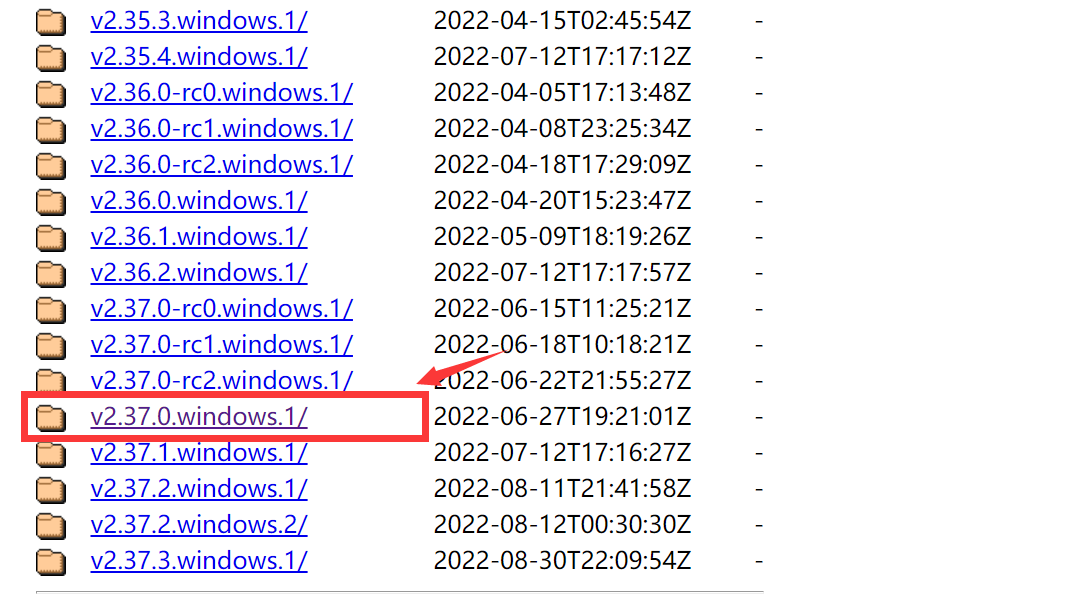 v2.35.3.windows.1/ 2022-04-15T02:45:54Z -
v2.35.4.windows.1/ 2022-07-12T17:17:12Z -
v2.36.0-rc0.windows.1/ 2022-04-05T17:13:48Z -
v2.36.0-rc1.windows.1/ 2022-04-08T23:25:34Z -
v2.36.0-rc2.windows.1/ 2022-04-18T17:29:09Z -
v2.36.0.windows.1/ 2022-04-20T15:23:47Z -
v2.36.1.windows.1/ 2022-05-09T18:19:26Z -
v2.36.2.windows.1/ 2022-07-12T17:17:57Z -
v2.37.0-rc0.windows.1/ 2022-06-15T11:25:21Z -
v2.37.0-rc1.windows.1/ 2022-06-18T10:18:21Z -
v2.37.0-rc2.windows.1/ 2022-06-22T21:55:27Z -
v2.37.0.windows.1/ 2022-06-27T19:21:01Z -
v2.37.1.windows.1/ 2022-07-12T17:16:27Z -
v2.37.2.windows.1/ 2022-08-11T21:41:58Z -
v2.37.2.windows.2/ 2022-08-12T00:30:30Z -
v2.37.3.windows.1/ 2022-08-30T22:09:54Z -